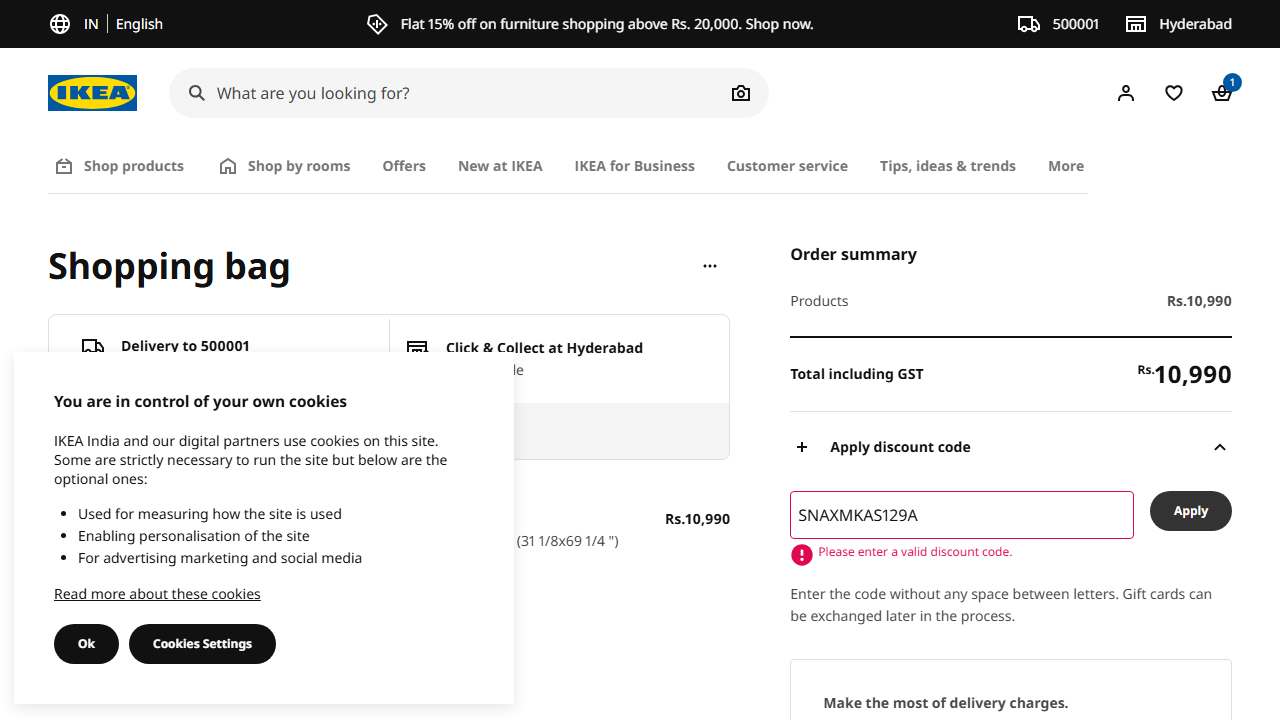 IN English
Flat 15% off on furniture shopping above Rs. 20,000. Shop now.
500001
Hyderabad
IKEA
What are you looking for?
1
Shop products
Shop by rooms
Offers
New at IKEA
IKEA for Business
Customer service
Tips, ideas & trends
More
Shopping bag
Delivery to 500001
Click & Collect at Hyderabad
le
You are in control of your own cookies
IKEA India and our digital partners use cookies on this site.
Some are strictly necessary to run the site but below are the
optional ones:
Used for measuring how the site is used
Enabling personalisation of the site
For advertising marketing and social media
Read more about these cookies
Ok
Cookies Settings
Rs.10,990
(31 1/8x69 1/4 ")
Order summary
Products
Rs.10,990
Total including GST
Rs.10,990
Apply discount code
SNAXMKAS129A
Apply
Please enter a valid discount code.
Enter the code without any space between letters. Gift cards can
be exchanged later in the process.
Make the most of delivery charges.